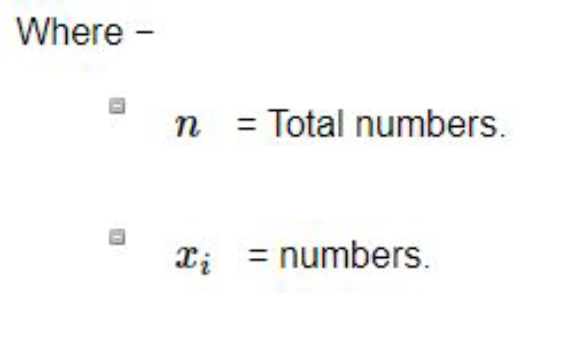 Where −
n = Total numbers.
xᵢ = numbers.